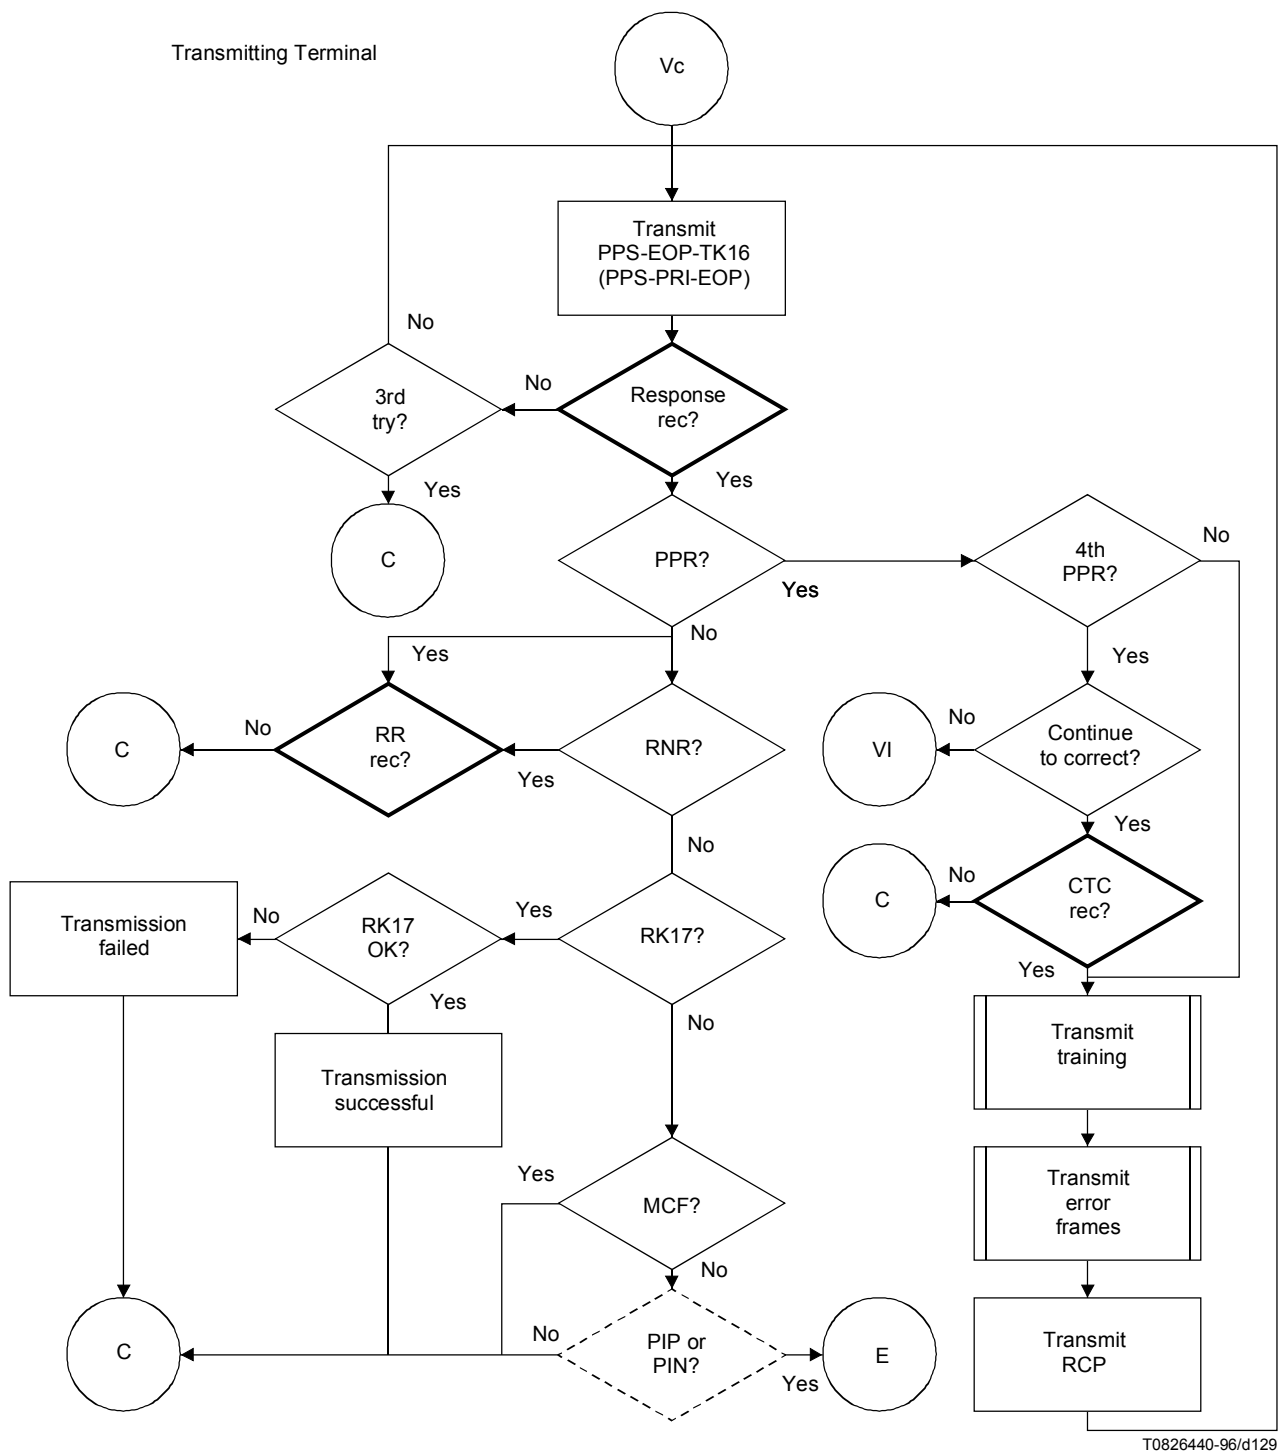 Transmitting Terminal
Vc
Transmit
PPS-EOP-TK16
(PPS-PRI-EOP)
No
3rd
try?
No
Response
rec?
Yes
Yes
C
PPR?
Yes
4th
PPR?
No
No
Yes
Yes
C
No
RR
rec?
Yes
RNR?
VI
No
Continue
to correct?
Yes
No
C
No
CTC
rec?
Yes
Transmission
failed
No
RK17
OK?
Yes
RK17?
Yes
No
Transmit
training
Transmission
successful
Yes
MCF?
No
Transmit
error
frames
C
No
PIP or
PIN?
Yes
E
Transmit
RCP
T0826440-96/d129